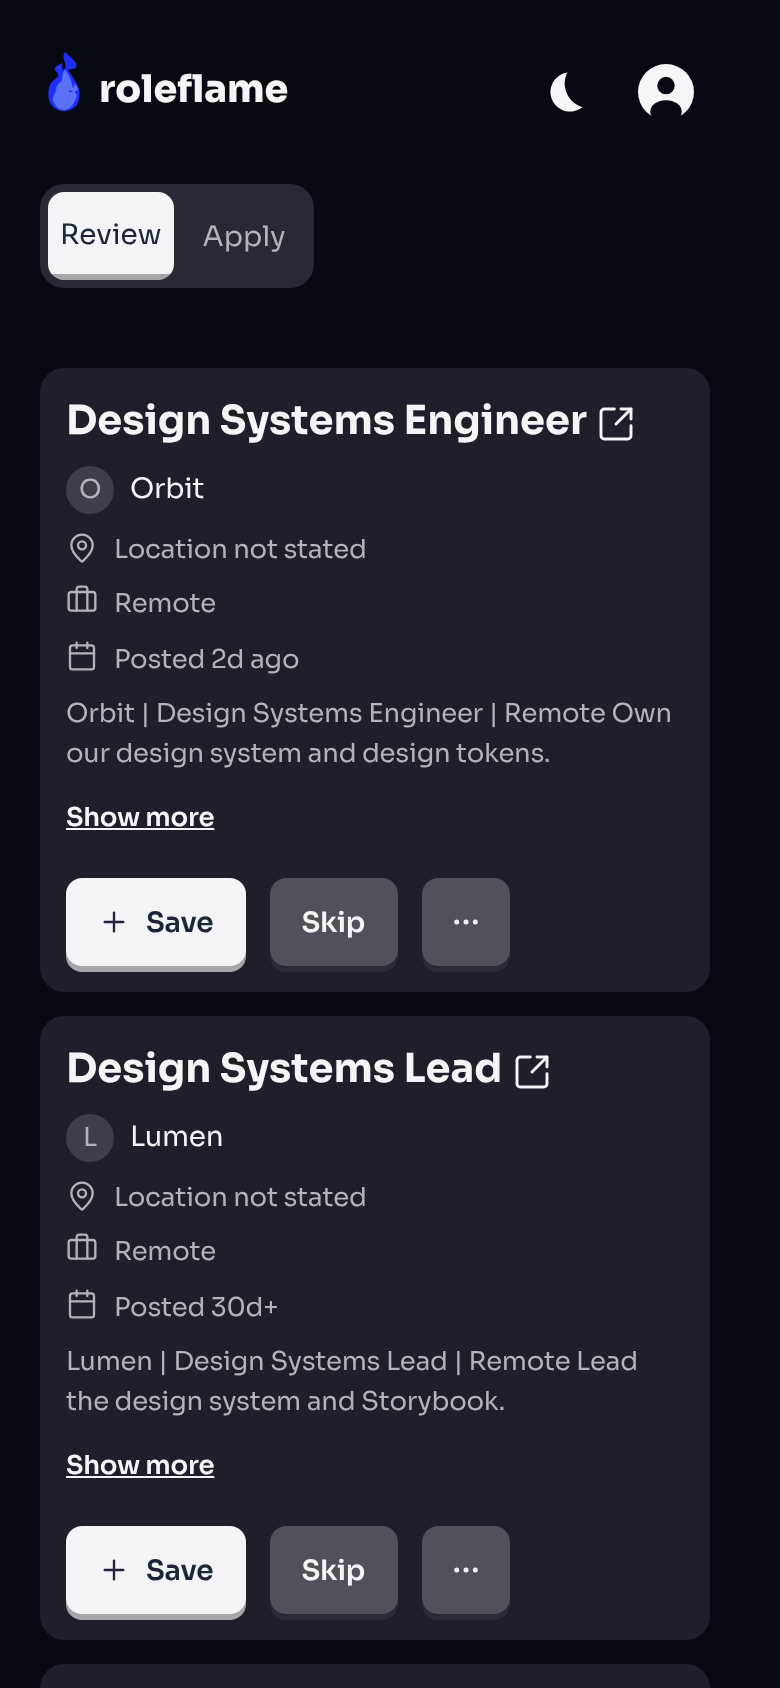 roleflame
Review
Apply
Design Systems Engineer
O
Orbit
Location not stated
Remote
Posted 2d ago
Orbit | Design Systems Engineer | Remote Own
our design system and design tokens.
Show more
+ Save
Skip
...
Design Systems Lead
L
Lumen
Location not stated
Remote
Posted 30d+
Lumen | Design Systems Lead | Remote Lead
the design system and Storybook.
Show more
+ Save
Skip
...